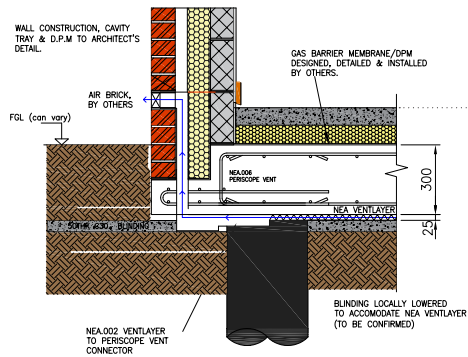 WALL CONSTRUCTION, CAVITY
TRAY & D.P.M TO ARCHITECT'S
DETAIL.
GAS BARRIER MEMBRANE/DPM
DESIGNED, DETAILED & INSTALLED
BY OTHERS.
AIR BRICK,
BY OTHERS
FGL (can vary)
NEA.006
PERISCOPE VENT
300
NEA VENTLAYER
25
BLINDING
BLINDING LOCALLY LOWERED
TO ACCOMODATE NEA VENTLAYER
(TO BE CONFIRMED)
NEA.002 VENTLAYER
TO PERISCOPE VENT
CONNECTOR